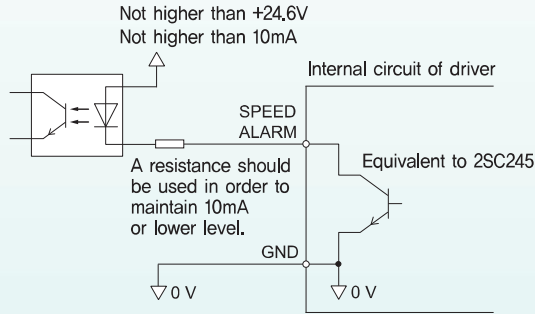 Not higher than +24.6V
Not higher than 10mA
Internal circuit of driver
SPEED
ALARM
Equivalent to 2SC245
A resistance should
be used in order to
maintain 10mA
or lower level.
GND
0 V
0 V